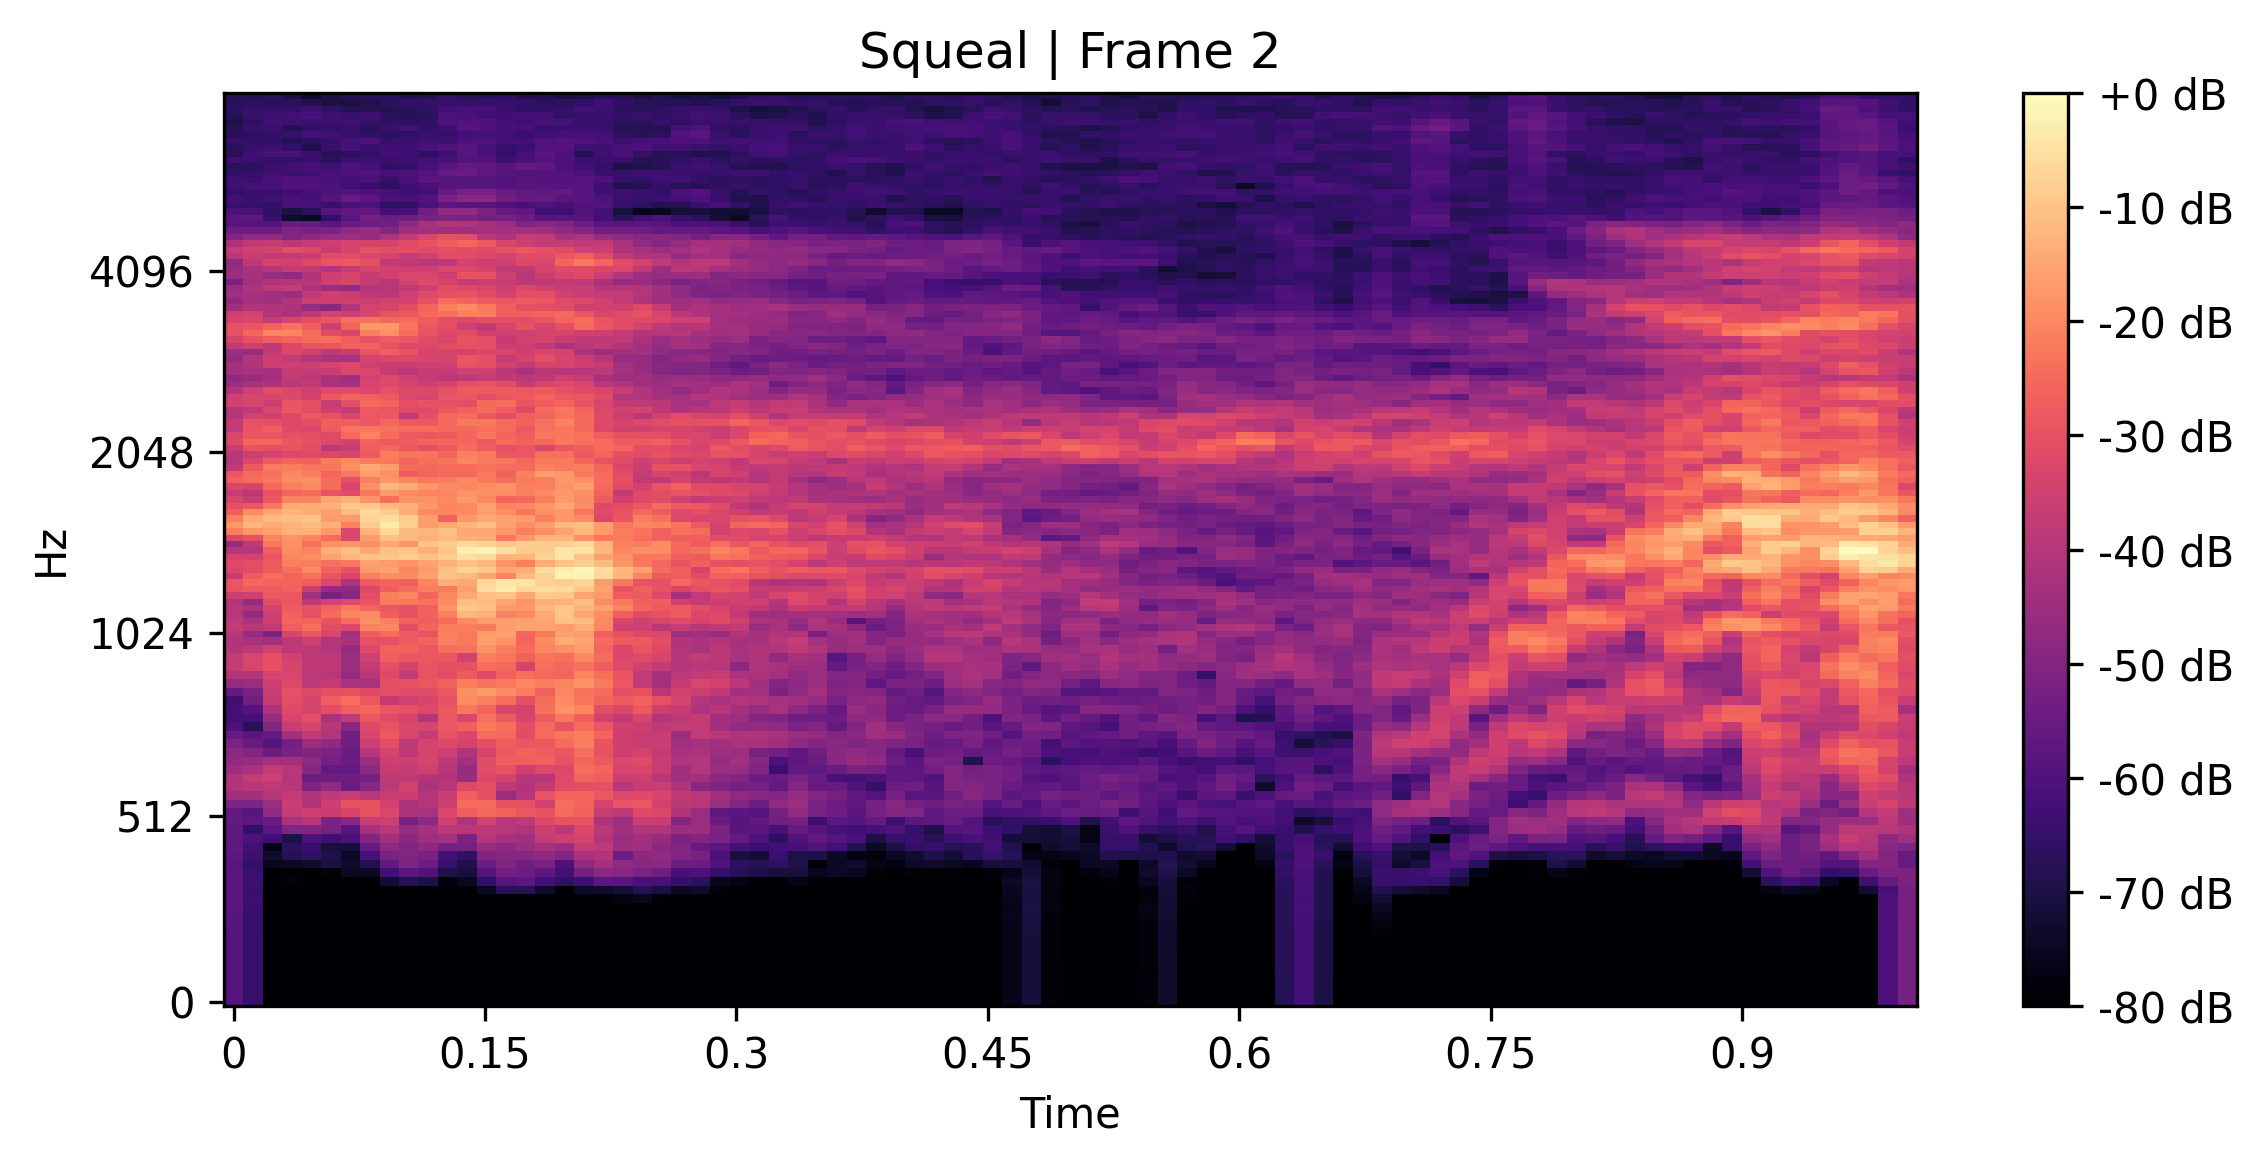 Squeal | Frame 2
Hz
4096
2048
1024
512
0
0 0.15 0.3 0.45 0.6 0.75 0.9
Time
+0 dB
-10 dB
-20 dB
-30 dB
-40 dB
-50 dB
-60 dB
-70 dB
-80 dB